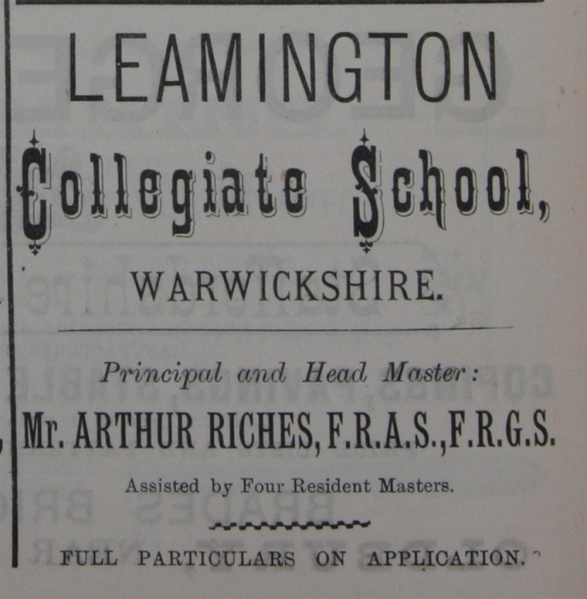 LEAMINGTON
Collegiate School,
WARWICKSHIRE.
Principal and Head Master:
Mr. ARTHUR RICHES, F.R.A.S., F.R.G.S.
Assisted by Four Resident Masters.
FULL PARTICULARS ON APPLICATION.